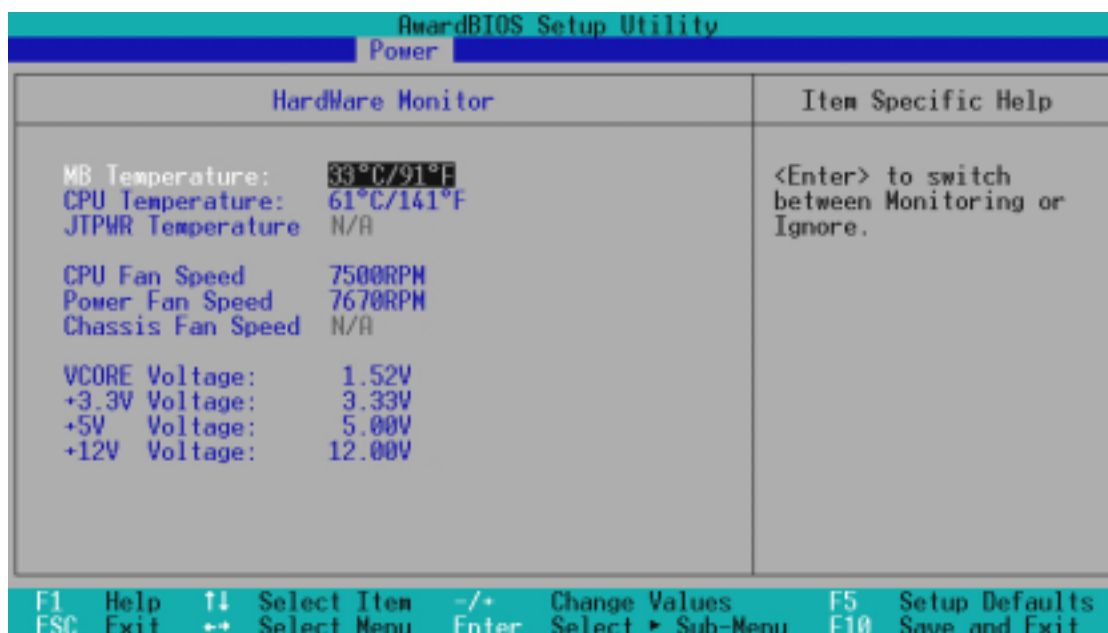 AwardBIOS Setup Utility
Power
HardWare Monitor
Item Specific Help
MB Temperature: 33°C/91°F
CPU Temperature: 61°C/141°F
JTPWR Temperature N/A
CPU Fan Speed 7500RPM
Power Fan Speed 7670RPM
Chassis Fan Speed N/A
VCORE Voltage: 1.52V
+3.3V Voltage: 3.33V
+5V Voltage: 5.00V
+12V Voltage: 12.00V
<Enter> to switch
between Monitoring or
Ignore.
F1 Help ↑↓ Select Item -/+ Change Values F5 Setup Defaults
ESC Exit ←→ Select Menu Enter Select ► Sub-Menu F10 Save and Exit